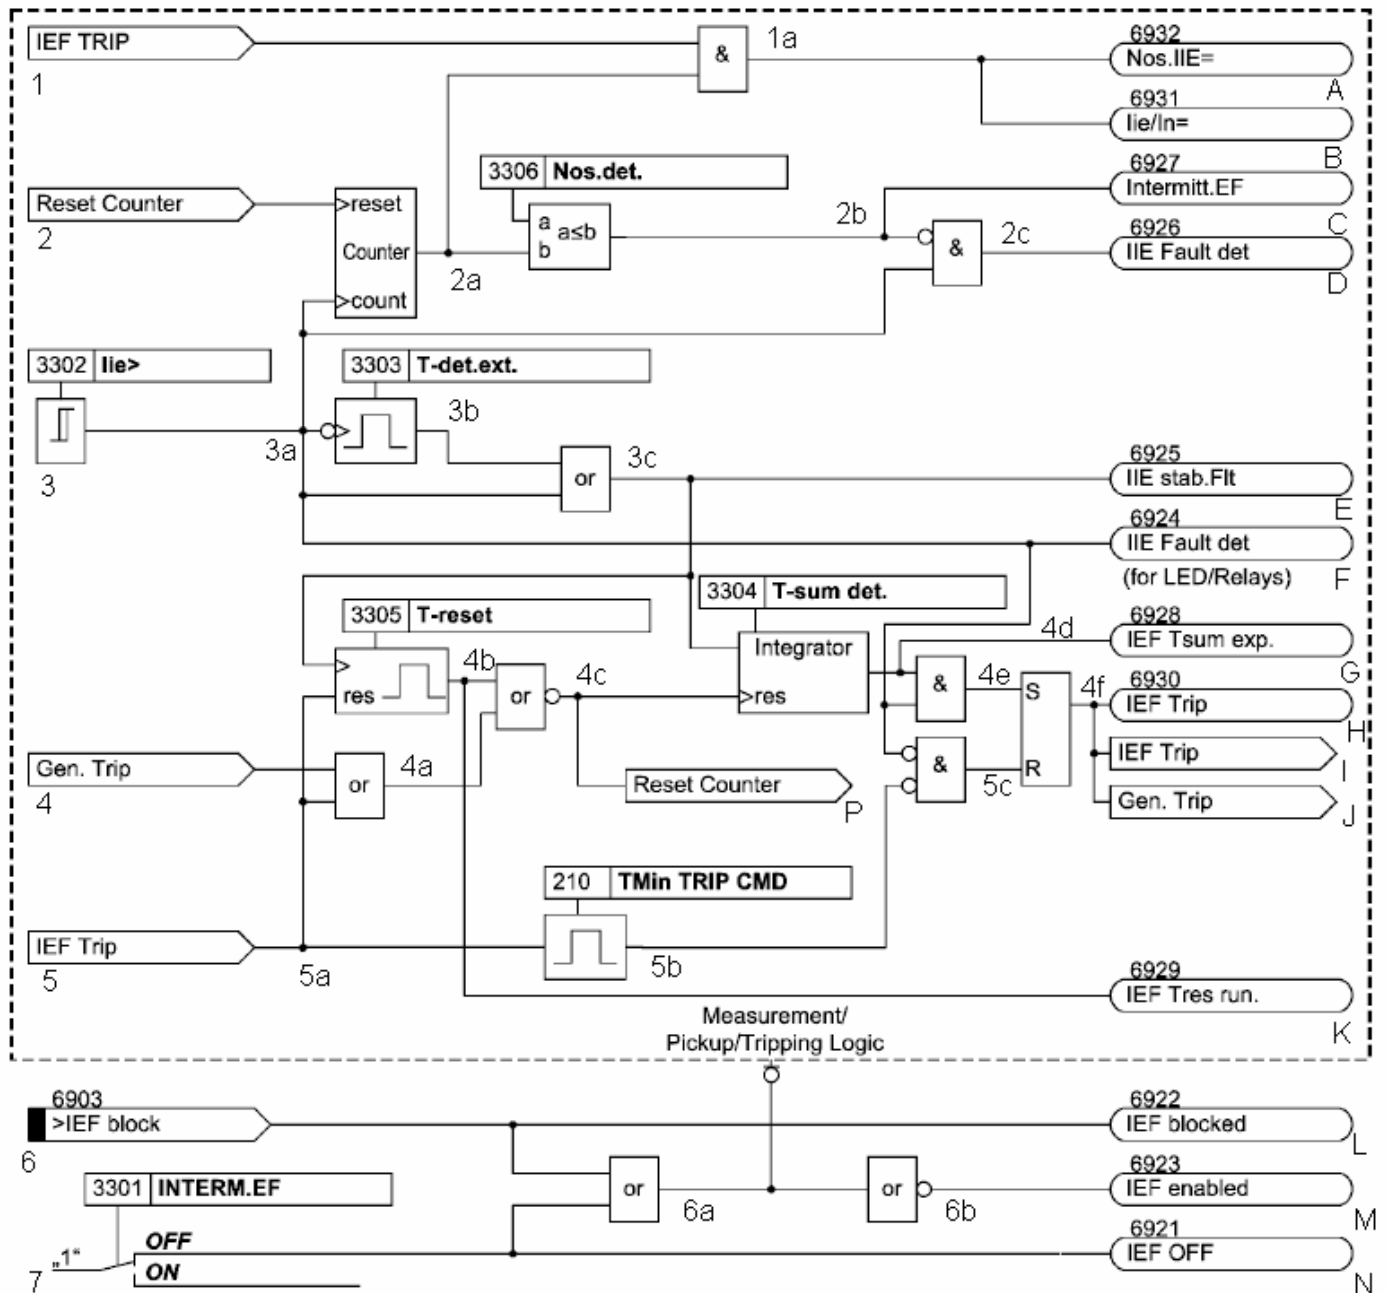 IEF TRIP
1
&
1a
6932
Nos.IIE=
A
6931
Iie/In=
B
3306 Nos.det.
6927
Intermitt.EF
C
Reset Counter
2
>reset
Counter
>count
2a
a
b
a≤b
2b
&
2c
6926
IIE Fault det
D
3302 Iie>
3303 T-det.ext.
3
3a
>
3b
or
3c
6925
IIE stab.Flt
E
6924
IIE Fault det
(for LED/Relays)
F
3304 T-sum det.
3305 T-reset
>
res
4b
or
4c
Integrator
>res
4d
6928
IEF Tsum exp.
G
&
4e
S
R
4f
6930
IEF Trip
H
IEF Trip
I
Gen. Trip
J
Gen. Trip
4
or
4a
Reset Counter
P
&
5c
210 TMin TRIP CMD
IEF Trip
5
5a
5b
6929
IEF Tres run.
K
Measurement/
Pickup/Tripping Logic
6903
>IEF block
6
6922
IEF blocked
L
3301 INTERM.EF
or
6a
or
6b
6923
IEF enabled
M
7
„1“
OFF
ON
6921
IEF OFF
N